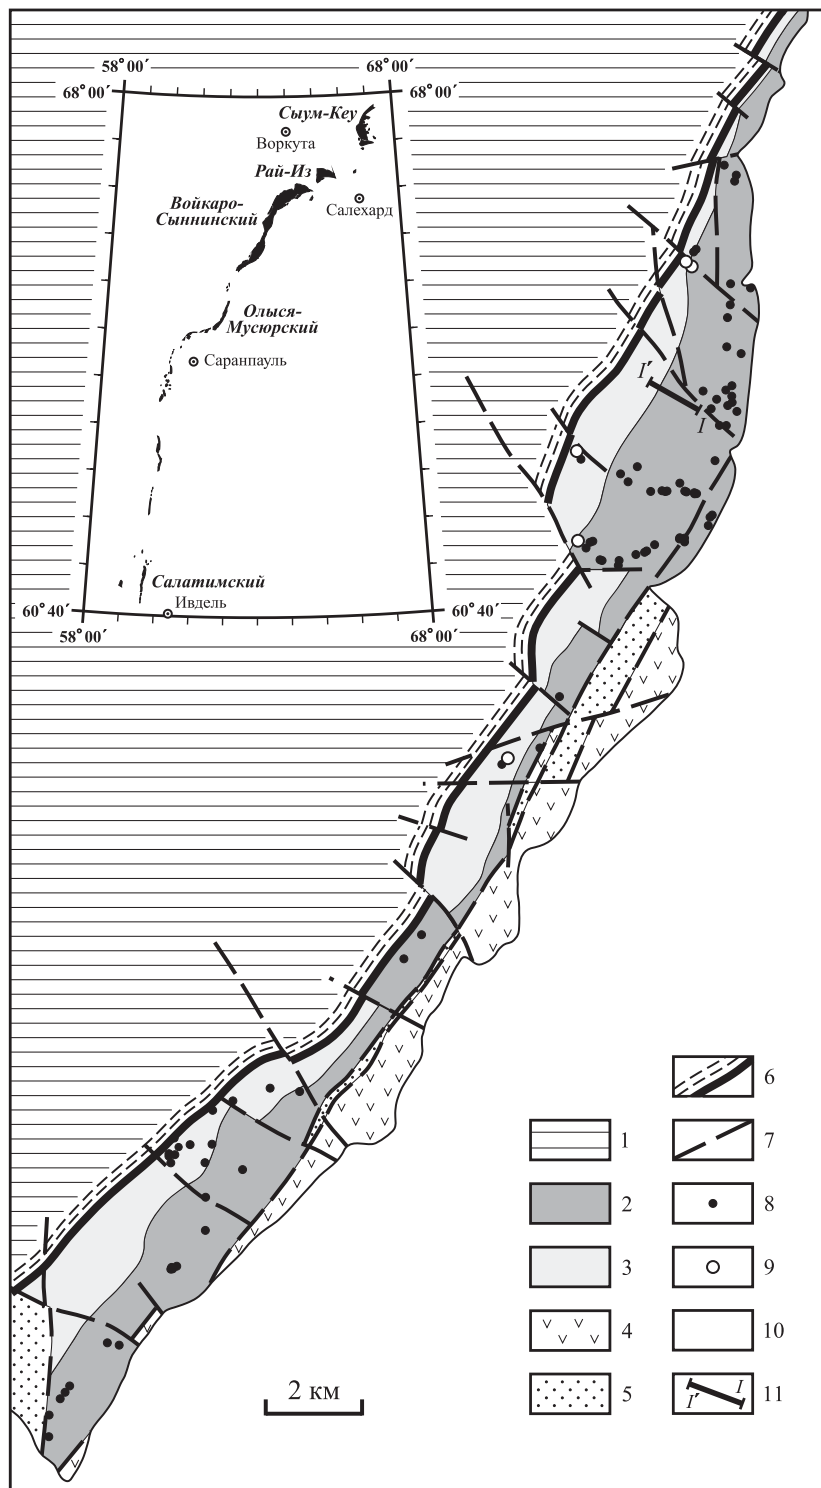 58°00′
68°00′
68°00′
68°00′
Сыум-Кеу
Воркута
Рай-Из
Войкаро-
Сыннинский
Салехард
Олыся-
Мусюрский
Саранпауль
Салатимский
Ивдель
60°40′
60°40′
58°00′
68°00′
I′
I
6
1
7
2
8
3
9
4
10
5
11
I′
I
2 км